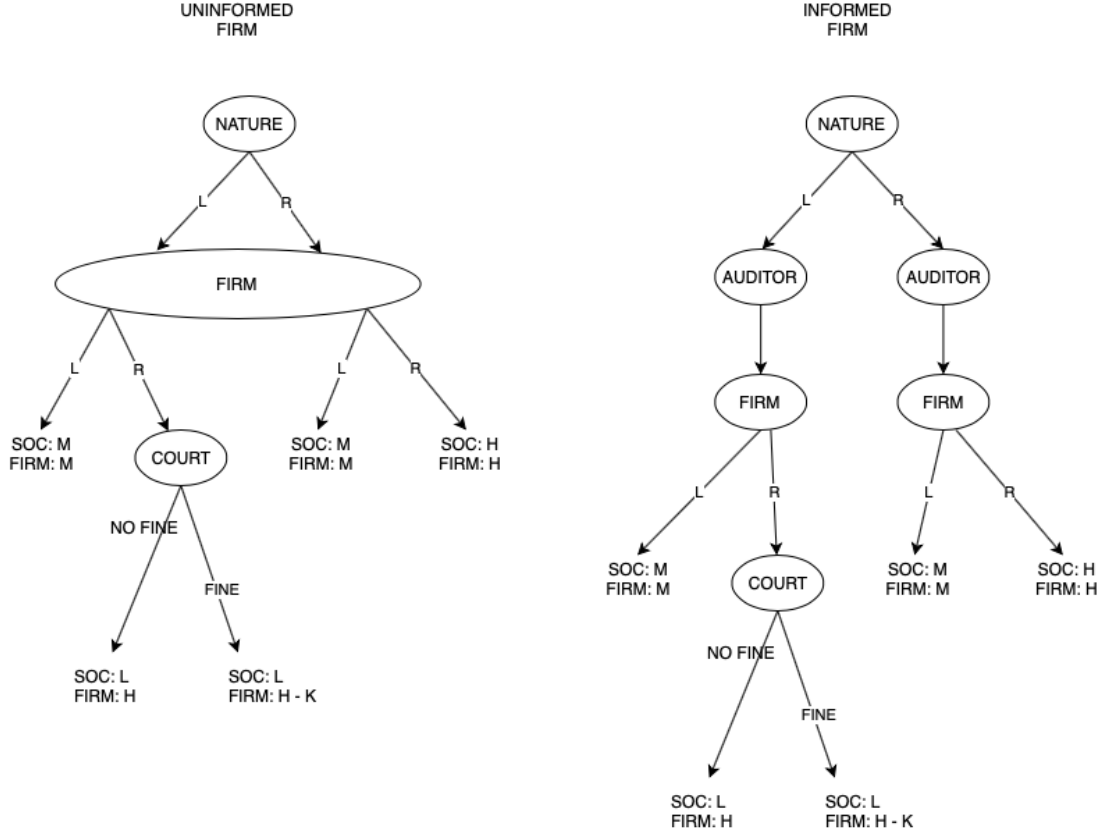 UNINFORMED
FIRM
INFORMED
FIRM
NATURE
NATURE
L
R
L
R
FIRM
AUDITOR
AUDITOR
L
R
L
R
FIRM
FIRM
SOC: M
FIRM: M
COURT
SOC: M
FIRM: M
SOC: H
FIRM: H
L
R
L
R
NO FINE
FINE
SOC: M
FIRM: M
COURT
SOC: M
FIRM: M
SOC: H
FIRM: H
SOC: L
FIRM: H
SOC: L
FIRM: H - K
NO FINE
FINE
SOC: L
FIRM: H
SOC: L
FIRM: H - K